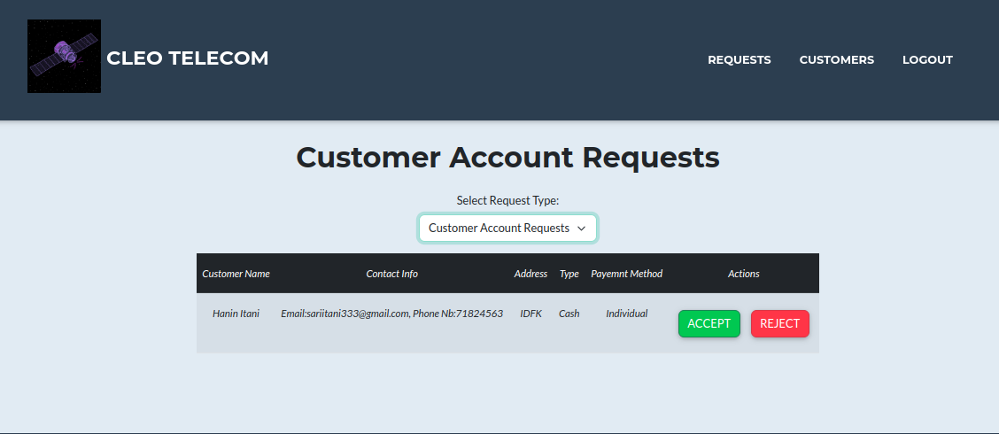 CLEO TELECOM
REQUESTS CUSTOMERS LOGOUT
Customer Account Requests
Select Request Type:
Customer Account Requests
Customer Name Contact Info Address Type Payemnt Method Actions
Hanin Itani Email:sariitani333@gmail.com, Phone Nb:71824563 IDFK Cash Individual ACCEPT REJECT